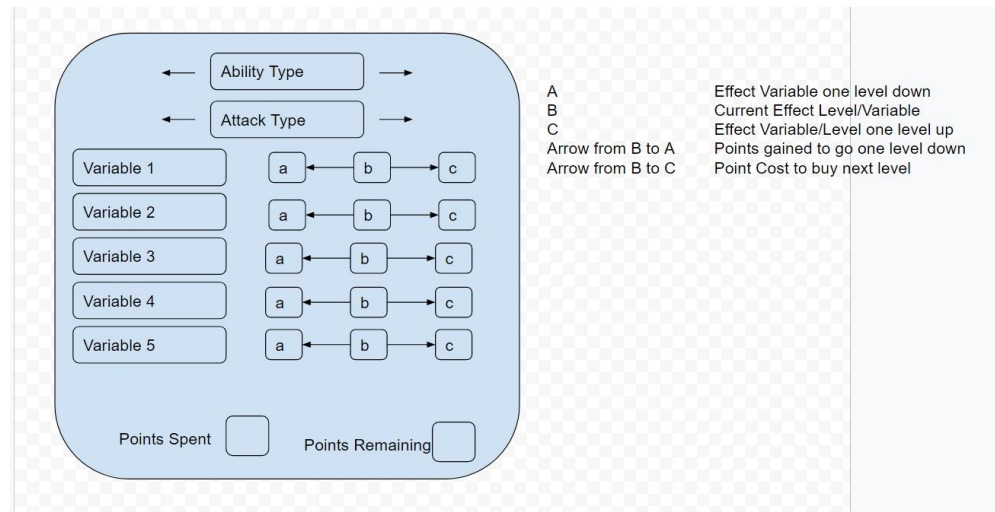 Ability Type
Attack Type
Variable 1 a b c
Variable 2 a b c
Variable 3 a b c
Variable 4 a b c
Variable 5 a b c
Points Spent
Points Remaining
A Effect Variable one level down
B Current Effect Level/Variable
C Effect Variable/Level one level up
Arrow from B to A Points gained to go one level down
Arrow from B to C Point Cost to buy next level